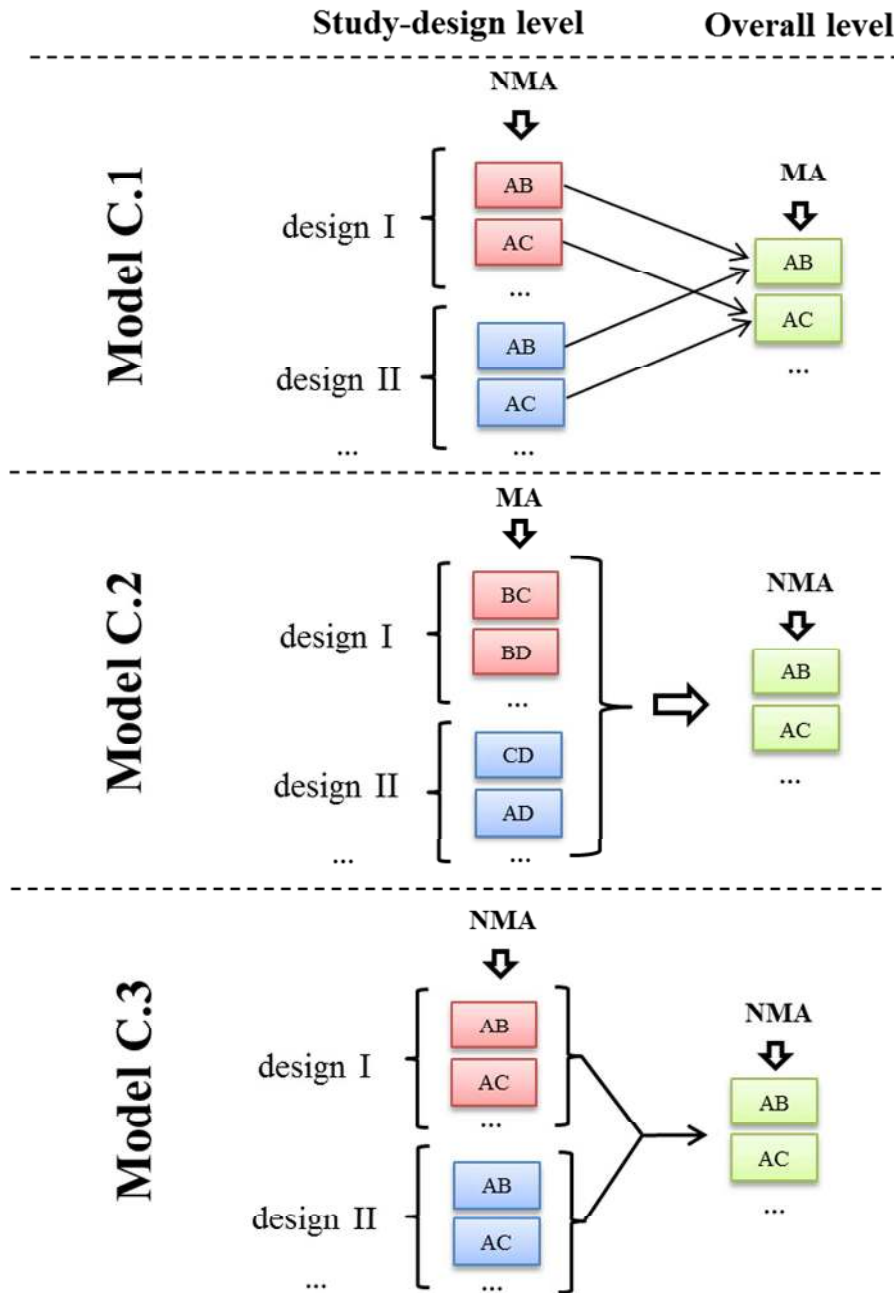 Study-design level Overall level
Model C.1
NMA
design I
AB
AC
...
design II
AB
AC
...
...
MA
AB
AC
...
Model C.2
MA
design I
BC
BD
...
design II
CD
AD
...
...
NMA
AB
AC
...
Model C.3
NMA
design I
AB
AC
...
design II
AB
AC
...
...
NMA
AB
AC
...